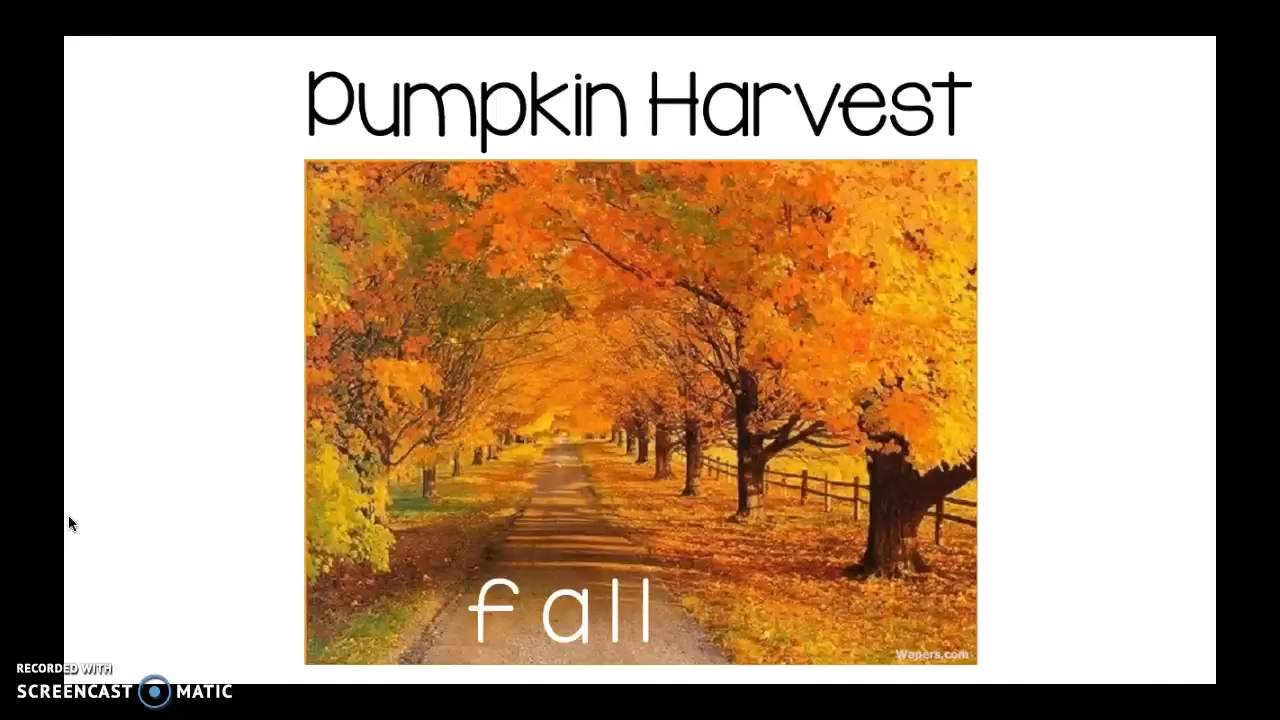 Pumpkin Harvest
fall
Wapers.com
RECORDED WITH
SCREENCAST MATIC